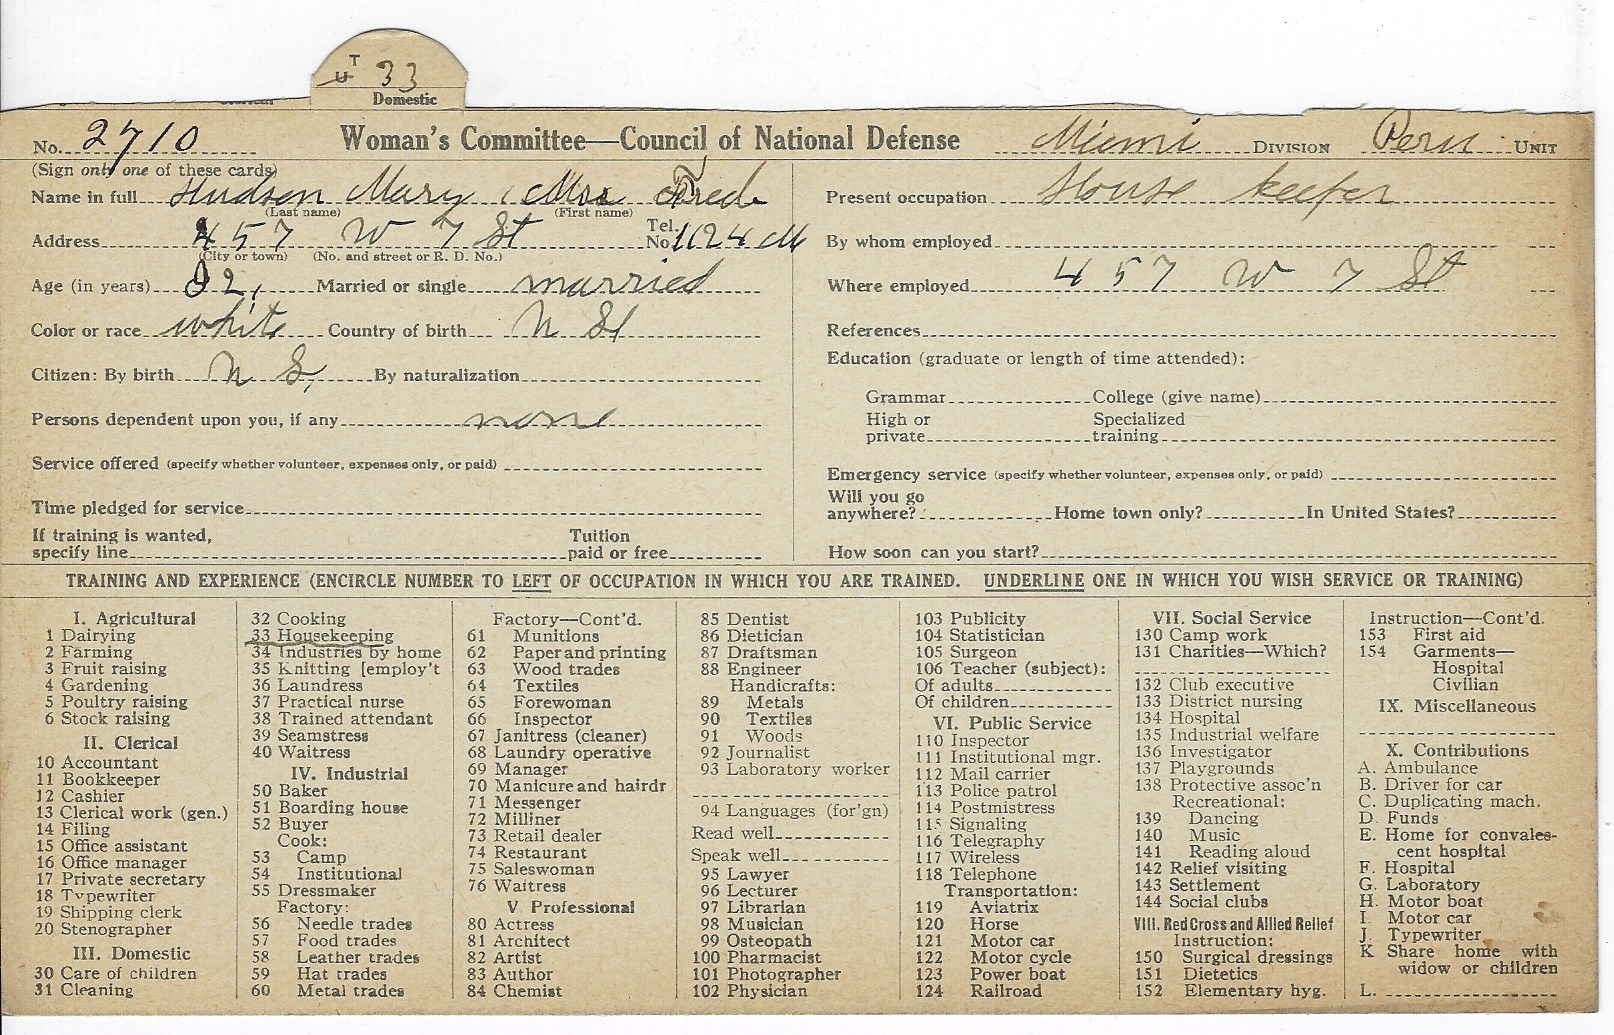 T
U 33
Domestic
No. 2710 Woman's Committee—Council of National Defense Miami DIVISION Peru UNIT
(Sign only one of these cards)
Name in full Hudson Mary (Mrs Fred
(Last name) (First name)
Address 457 W 7 St Tel. No. 1124 M
(City or town) (No. and street or R. D. No.)
Age (in years) 2, Married or single married
Color or race white Country of birth
Citizen: By birth By naturalization
Persons dependent upon you, if any none
Service offered (specify whether volunteer, expenses only, or paid)
Time pledged for service
If training is wanted,
specify line Tuition paid or free
Present occupation House keeper
By whom employed
Where employed 457 W 7 St
References
Education (graduate or length of time attended):
Grammar College (give name)
High or private Specialized training
Emergency service (specify whether volunteer, expenses only, or paid)
Will you go anywhere? Home town only? In United States?
How soon can you start?
TRAINING AND EXPERIENCE (ENCIRCLE NUMBER TO LEFT OF OCCUPATION IN WHICH YOU ARE TRAINED. UNDERLINE ONE IN WHICH YOU WISH SERVICE OR TRAINING)
I. Agricultural
1 Dairying
2 Farming
3 Fruit raising
4 Gardening
5 Poultry raising
6 Stock raising
II. Clerical
10 Accountant
11 Bookkeeper
12 Cashier
13 Clerical work (gen.)
14 Filing
15 Office assistant
16 Office manager
17 Private secretary
18 Typewriter
19 Shipping clerk
20 Stenographer
III. Domestic
30 Care of children
31 Cleaning
32 Cooking
33 Housekeeping
34 Industries by home
35 Knitting [employ't
36 Laundress
37 Practical nurse
38 Trained attendant
39 Seamstress
40 Waitress
IV. Industrial
50 Baker
51 Boarding house
52 Buyer
Cook:
53 Camp
54 Institutional
55 Dressmaker
Factory:
56 Needle trades
57 Food trades
58 Leather trades
59 Hat trades
60 Metal trades
Factory—Cont'd.
61 Munitions
62 Paper and printing
63 Wood trades
64 Textiles
65 Forewoman
66 Inspector
67 Janitress (cleaner)
68 Laundry operative
69 Manager
70 Manicure and hairdr
71 Messenger
72 Milliner
73 Retail dealer
74 Restaurant
75 Saleswoman
76 Waitress
V. Professional
80 Actress
81 Architect
82 Artist
83 Author
84 Chemist
85 Dentist
86 Dietician
87 Draftsman
88 Engineer
Handicrafts:
89 Metals
90 Textiles
91 Woods
92 Journalist
93 Laboratory worker
94 Languages (for'gn)
Read well
Speak well
95 Lawyer
96 Lecturer
97 Librarian
98 Musician
99 Osteopath
100 Pharmacist
101 Photographer
102 Physician
103 Publicity
104 Statistician
105 Surgeon
106 Teacher (subject):
Of adults
Of children
VI. Public Service
110 Inspector
111 Institutional mgr.
112 Mail carrier
113 Police patrol
114 Postmistress
115 Signaling
116 Telegraphy
117 Wireless
118 Telephone
Transportation:
119 Aviatrix
120 Horse
121 Motor car
122 Motor cycle
123 Power boat
124 Railroad
VII. Social Service
130 Camp work
131 Charities—Which?
132 Club executive
133 District nursing
134 Hospital
135 Industrial welfare
136 Investigator
137 Playgrounds
138 Protective assoc'n
Recreational:
139 Dancing
140 Music
141 Reading aloud
142 Relief visiting
143 Settlement
144 Social clubs
VIII. Red Cross and Allied Relief
Instruction:
150 Surgical dressings
151 Dietetics
152 Elementary hyg.
Instruction—Cont'd.
153 First aid
154 Garments—
Hospital
Civilian
IX. Miscellaneous
X. Contributions
A. Ambulance
B. Driver for car
C. Duplicating mach.
D. Funds
E. Home for convales-
cent hospital
F. Hospital
G. Laboratory
H. Motor boat
I. Motor car
J. Typewriter
K Share home with
widow or children
L.